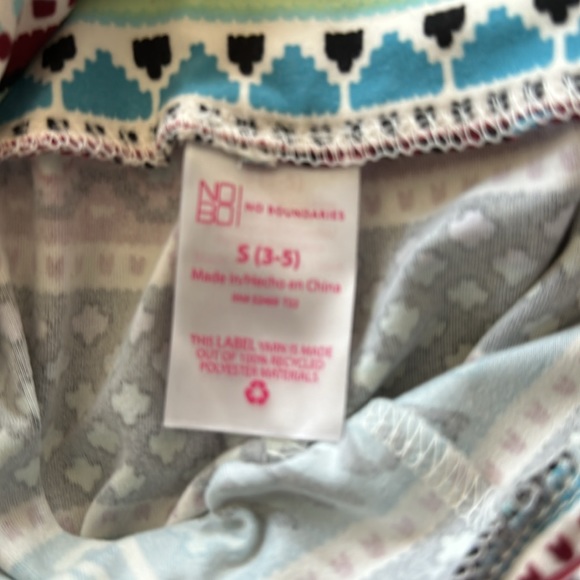 NO
BO
NO BOUNDARIES
S (3-5)
Made in/Hecho en China
THIS LABEL YARN IS MADE
OUT OF 100% RECYCLED
POLYESTER MATERIALS